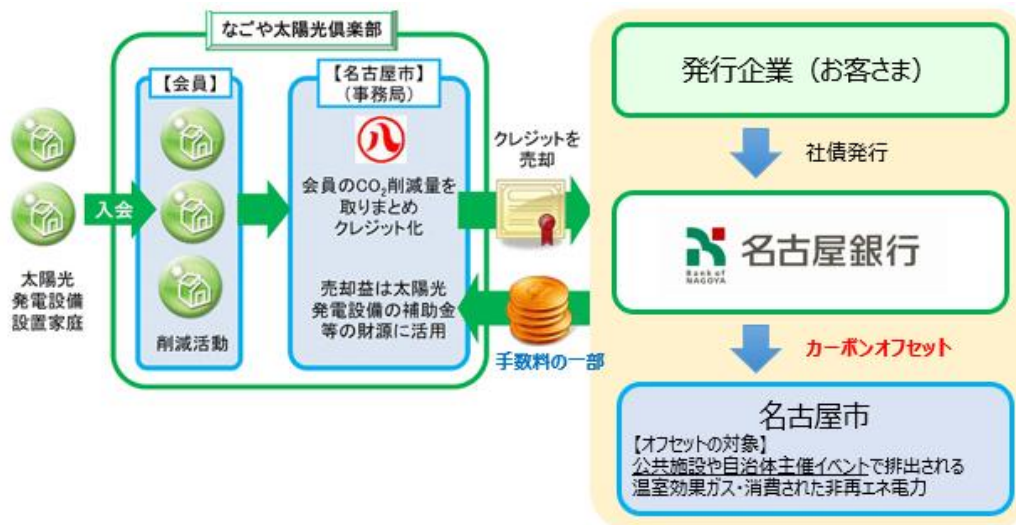 なごや太陽光倶楽部
【会員】
【名古屋市】
（事務局）
会員のCO₂削減量を
取りまとめ
クレジット化
入会
太陽光
発電設備
設置家庭
削減活動
売却益は太陽光
発電設備の補助金
等の財源に活用
クレジットを
売却
手数料の一部
発行企業（お客さま）
社債発行
Bank of
NAGOYA
名古屋銀行
カーボンオフセット
名古屋市
【オフセットの対象】
公共施設や自治体主催イベントで排出される
温室効果ガス・消費された非再エネ電力